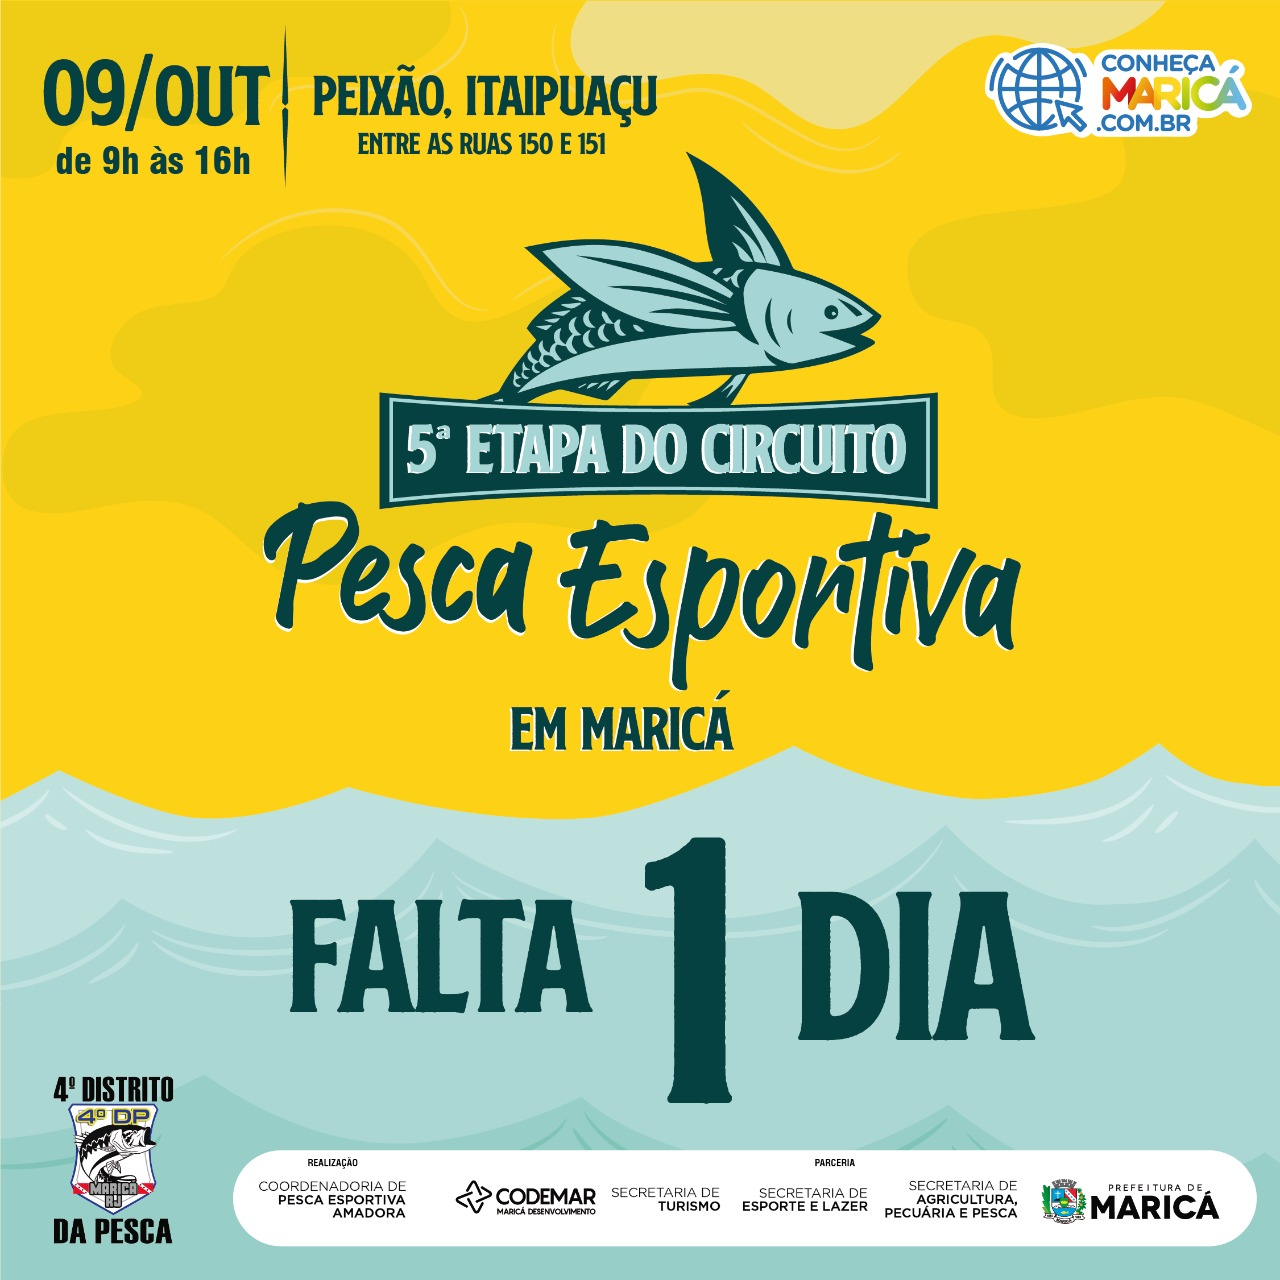 09/OUT
de 9h às 16h
PEIXÃO, ITAIPUAÇU
ENTRE AS RUAS 150 E 151
CONHEÇA
MARICÁ
.COM.BR
5ª ETAPA DO CIRCUITO
Pesca Esportiva
EM MARICÁ
FALTA 1 DIA
4º DISTRITO
4º DP
MARICÁ
RJ
DA PESCA
REALIZAÇÃO
COORDENADORIA DE
PESCA ESPORTIVA
AMADORA
CODEMAR
MARICÁ DESENVOLVIMENTO
PARCERIA
SECRETARIA DE
TURISMO
SECRETARIA DE
ESPORTE E LAZER
SECRETARIA DE
AGRICULTURA,
PECUÁRIA E PESCA
PREFEITURA DE
MARICÁ